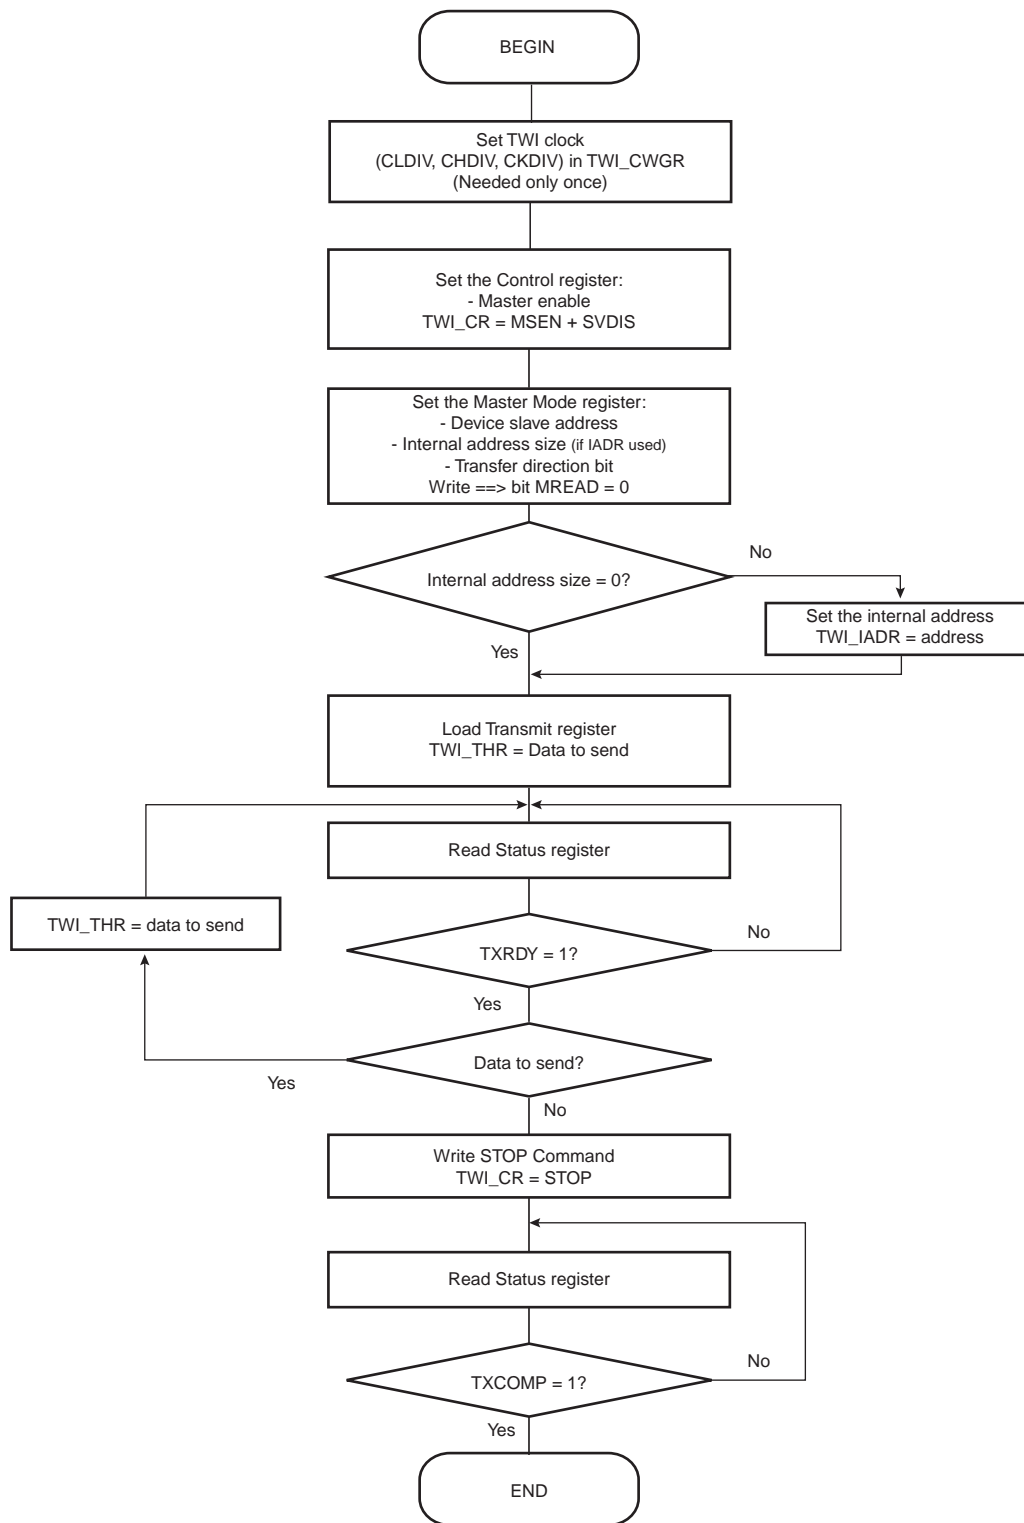 BEGIN
Set TWI clock
(CLDIV, CHDIV, CKDIV) in TWI_CWGR
(Needed only once)
Set the Control register:
- Master enable
TWI_CR = MSEN + SVDIS
Set the Master Mode register:
- Device slave address
- Internal address size (if IADR used)
- Transfer direction bit
Write ==> bit MREAD = 0
No
Internal address size = 0?
Set the internal address
TWI_IADR = address
Yes
Load Transmit register
TWI_THR = Data to send
Read Status register
TWI_THR = data to send
No
TXRDY = 1?
Yes
Data to send?
Yes
No
Write STOP Command
TWI_CR = STOP
Read Status register
No
TXCOMP = 1?
Yes
END